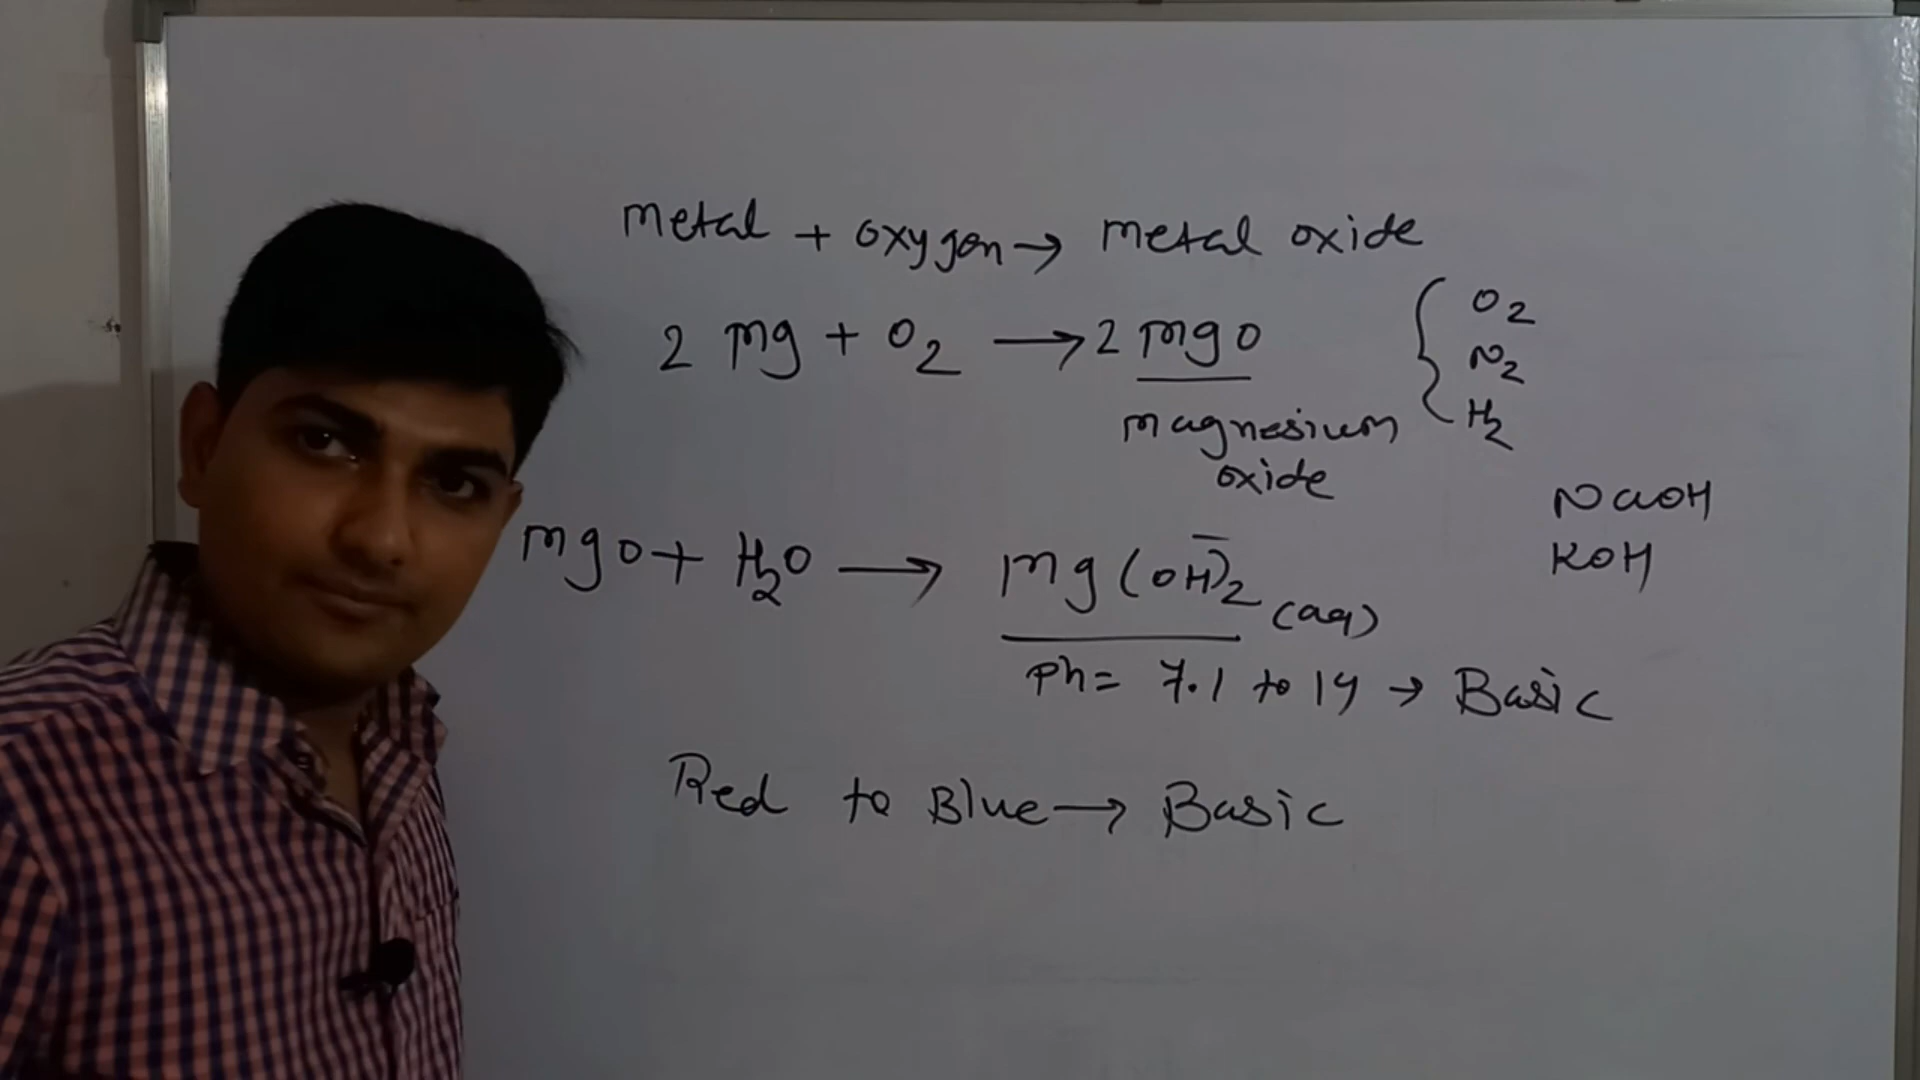 metal + oxygen → metal oxide
2 mg + O2 → 2 mgo
magnesium
oxide
O2
N2
H2
NaOH
KOH
mgo + H2O → mg(OH̅)2 (aq)
Ph = 7.1 to 14 → Basic
Red to Blue → Basic